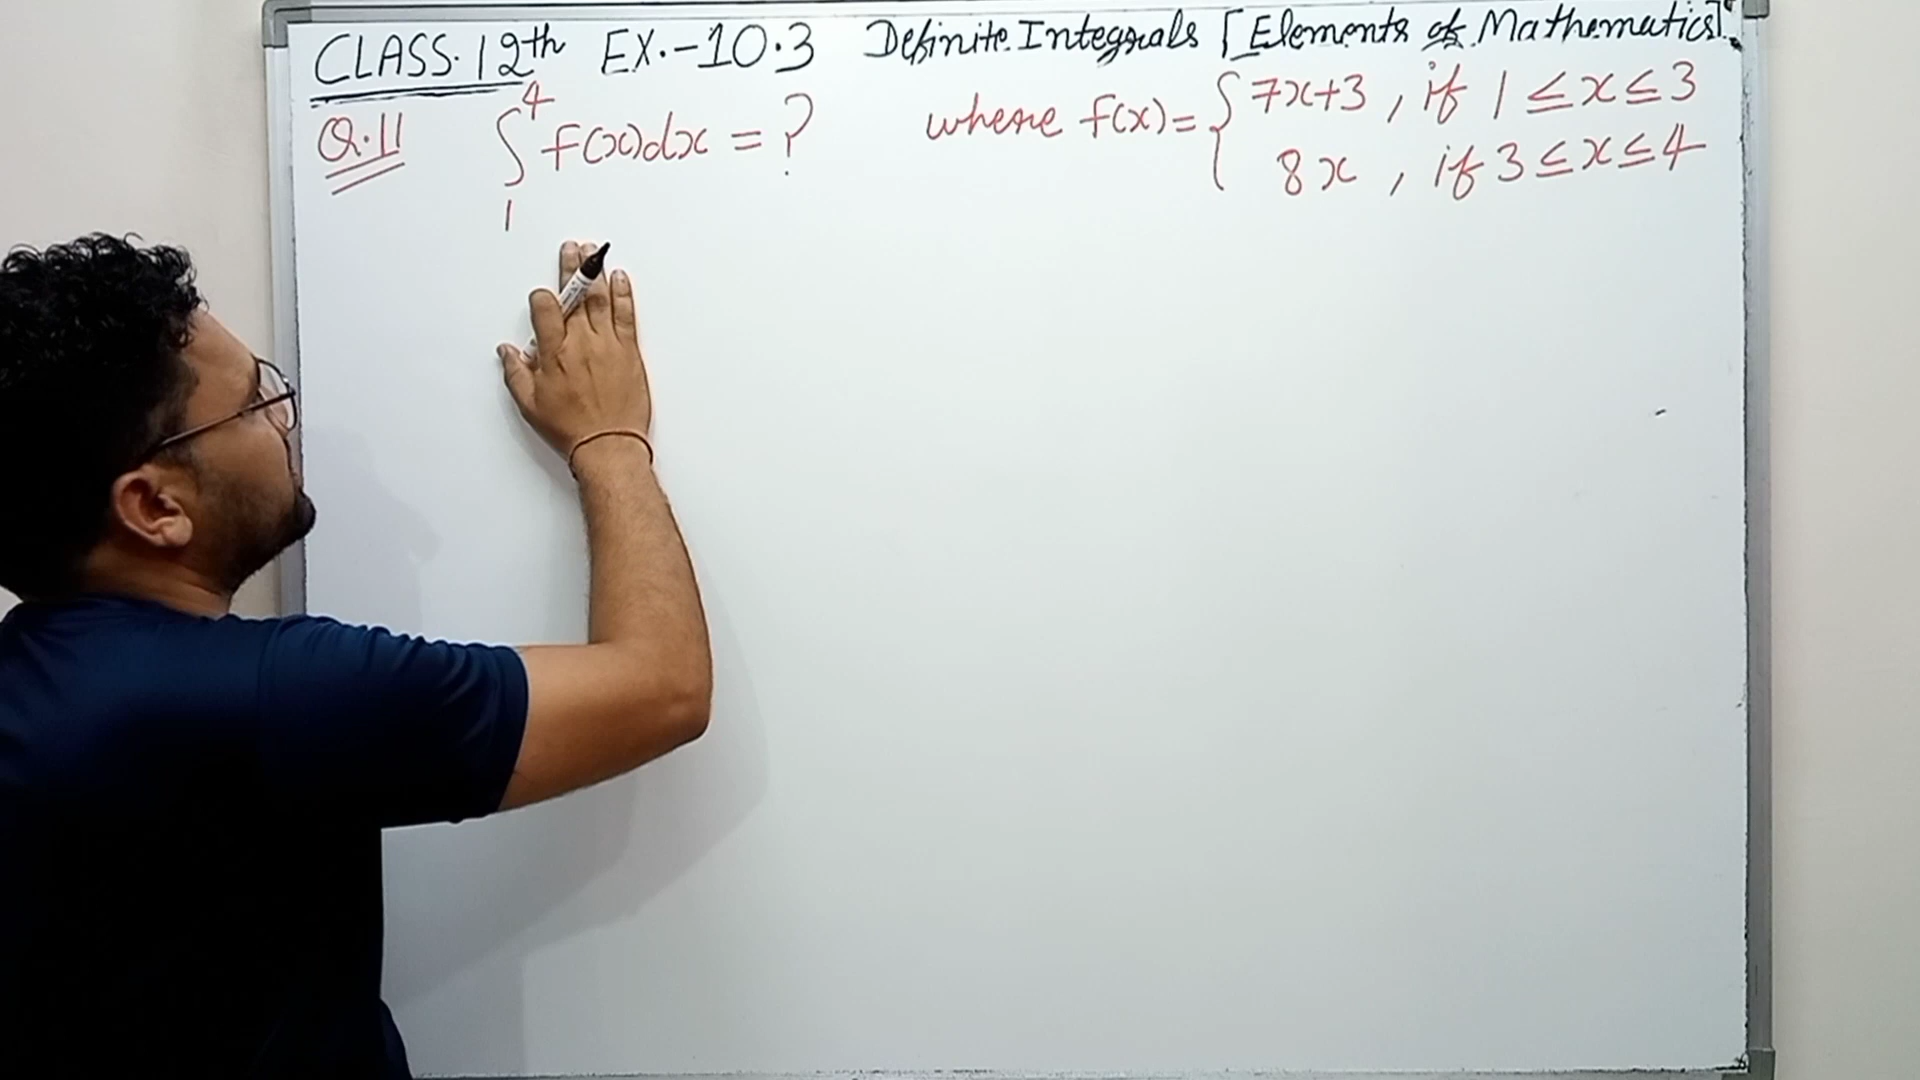 CLASS. 12th EX.-10.3 Definite Integrals [Elements of Mathematics]
Q.11 ∫₁⁴ f(x)dx = ? where f(x) = { 7x+3 , if 1 ≤ x ≤ 3
8x , if 3 ≤ x ≤ 4